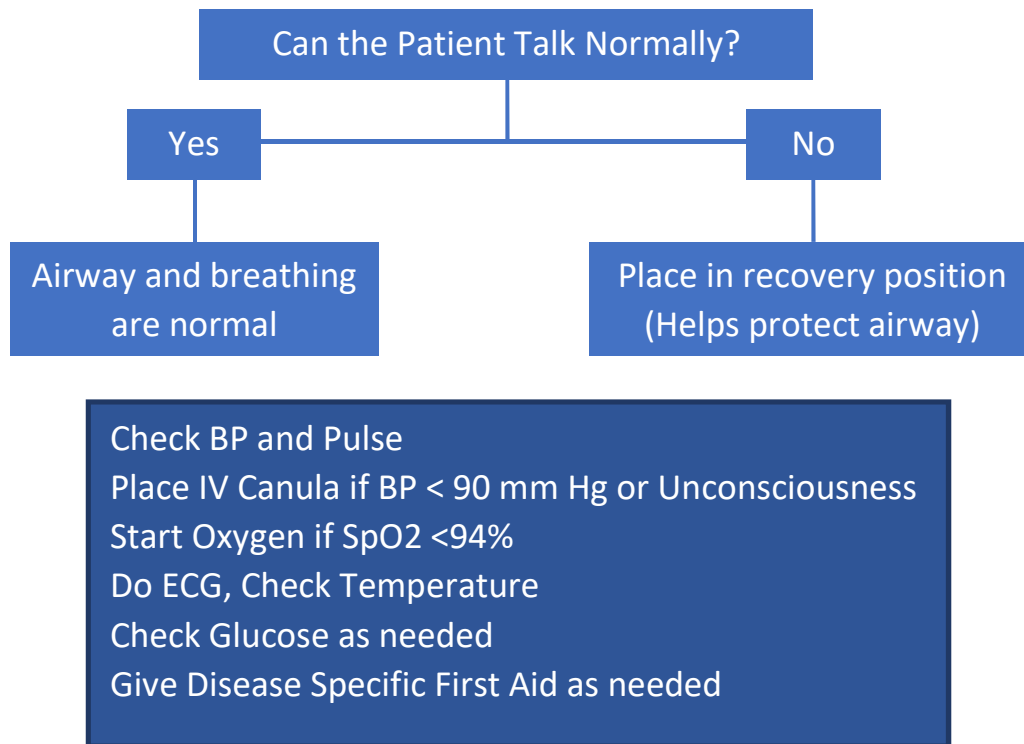 Can the Patient Talk Normally?
Yes
No
Airway and breathing
are normal
Place in recovery position
(Helps protect airway)
Check BP and Pulse
Place IV Canula if BP < 90 mm Hg or Unconsciousness
Start Oxygen if SpO2 <94%
Do ECG, Check Temperature
Check Glucose as needed
Give Disease Specific First Aid as needed